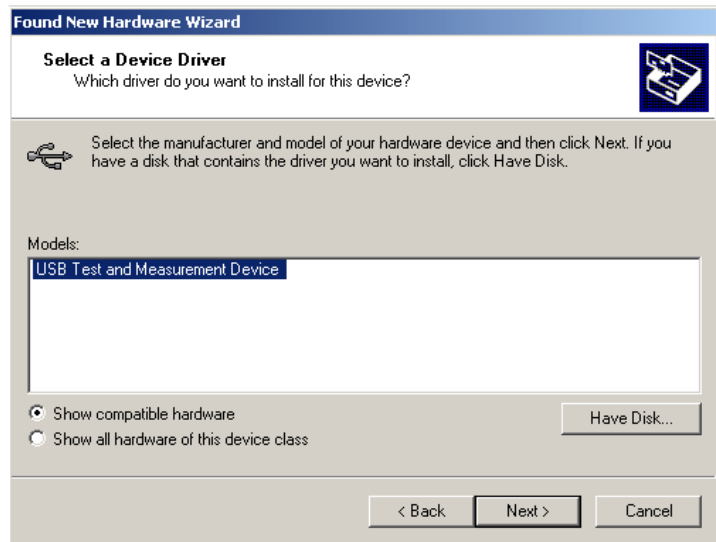 Found New Hardware Wizard
Select a Device Driver
Which driver do you want to install for this device?
Select the manufacturer and model of your hardware device and then click Next. If you
have a disk that contains the driver you want to install, click Have Disk.
Models:
USB Test and Measurement Device
Show compatible hardware
Have Disk...
Show all hardware of this device class
< Back
Next >
Cancel